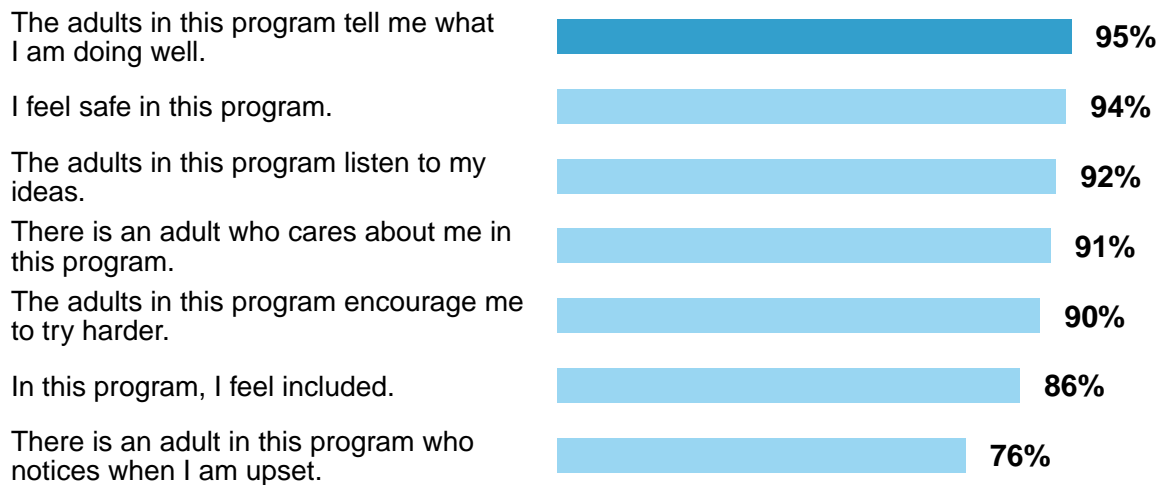 The adults in this program tell me what
I am doing well.
95%
I feel safe in this program.
94%
The adults in this program listen to my
ideas.
92%
There is an adult who cares about me in
this program.
91%
The adults in this program encourage me
to try harder.
90%
In this program, I feel included.
86%
There is an adult in this program who
notices when I am upset.
76%